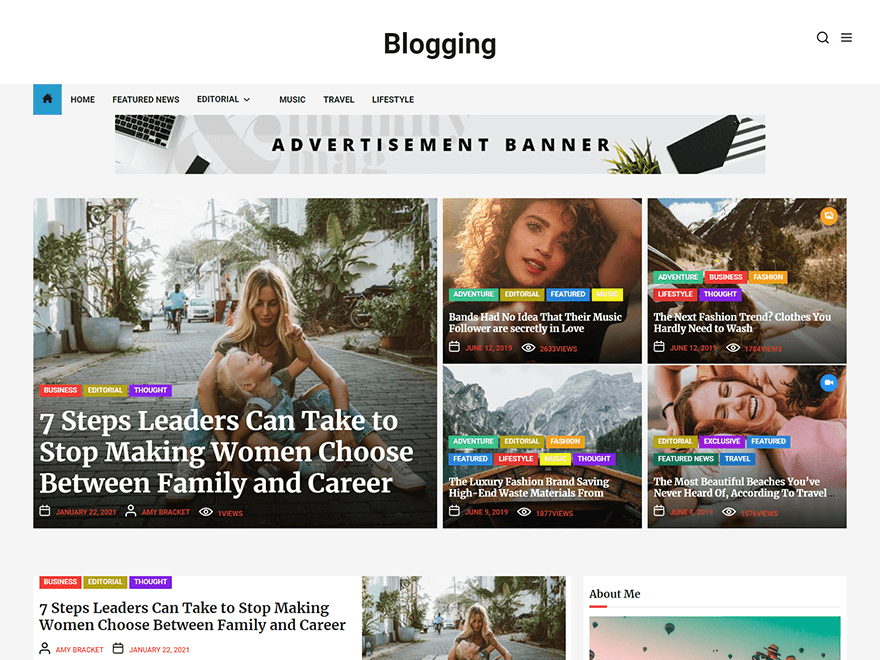 Blogging
HOME FEATURED NEWS EDITORIAL MUSIC TRAVEL LIFESTYLE
& infinity
mag
ADVERTISEMENT BANNER
BUSINESS EDITORIAL THOUGHT
7 Steps Leaders Can Take to
Stop Making Women Choose
Between Family and Career
JANUARY 22, 2021 AMY BRACKET 1VIEWS
ADVENTURE EDITORIAL FEATURED MUSIC
Bands Had No Idea That Their Music
Follower are secretly in Love
JUNE 12, 2019 2633VIEWS
ADVENTURE BUSINESS FASHION
LIFESTYLE THOUGHT
The Next Fashion Trend? Clothes You
Hardly Need to Wash
JUNE 12, 2019 1784VIEWS
ADVENTURE EDITORIAL FASHION
FEATURED LIFESTYLE MUSIC THOUGHT
The Luxury Fashion Brand Saving
High-End Waste Materials From
JUNE 9, 2019 1877VIEWS
EDITORIAL EXCLUSIVE FEATURED
FEATURED NEWS TRAVEL
The Most Beautiful Beaches You've
Never Heard Of, According To Travel...
JUNE 8, 2019 1576VIEWS
BUSINESS EDITORIAL THOUGHT
7 Steps Leaders Can Take to Stop Making
Women Choose Between Family and Career
AMY BRACKET JANUARY 22, 2021
About Me